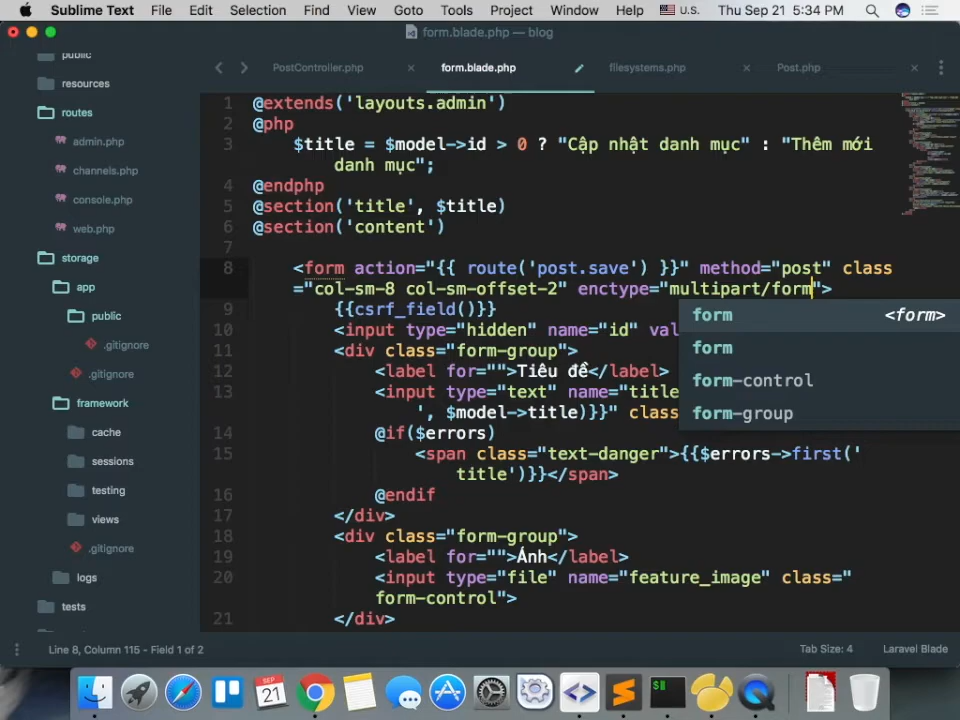 Sublime Text File Edit Selection Find View Goto Tools Project Window Help U.S. Thu Sep 21 5:34 PM
form.blade.php — blog
public
resources
routes
admin.php
channels.php
console.php
web.php
storage
app
public
.gitignore
.gitignore
framework
cache
sessions
testing
views
.gitignore
logs
tests
PostController.php × form.blade.php filesystems.php × Post.php ×
1 @extends('layouts.admin')
2 @php
3 $title = $model->id > 0 ? "Cập nhật danh mục" : "Thêm mới
danh mục";
4 @endphp
5 @section('title', $title)
6 @section('content')
7
8 <form action="{{ route('post.save') }}" method="post" class
="col-sm-8 col-sm-offset-2" enctype="multipart/form">
9 {{csrf_field()}}
10 <input type="hidden" name="id" val
11 <div class="form-group">
12 <label for="">Tiêu đề</label>
13 <input type="text" name="title
', $model->title)}}" class
14 @if($errors)
15 <span class="text-danger">{{$errors->first('
title')}}</span>
16 @endif
17 </div>
18 <div class="form-group">
19 <label for="">Ảnh</label>
20 <input type="file" name="feature_image" class="
form-control">
21 </div>
form <form>
form
form-control
form-group
Line 8, Column 115 - Field 1 of 2 Tab Size: 4 Laravel Blade
SEP
21